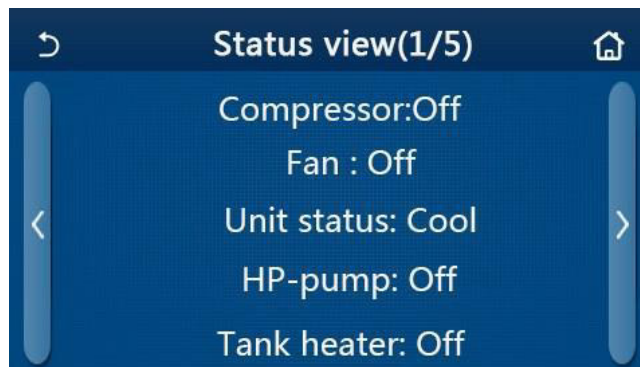 Status view(1/5)
Compressor:Off
Fan : Off
Unit status: Cool
HP-pump: Off
Tank heater: Off